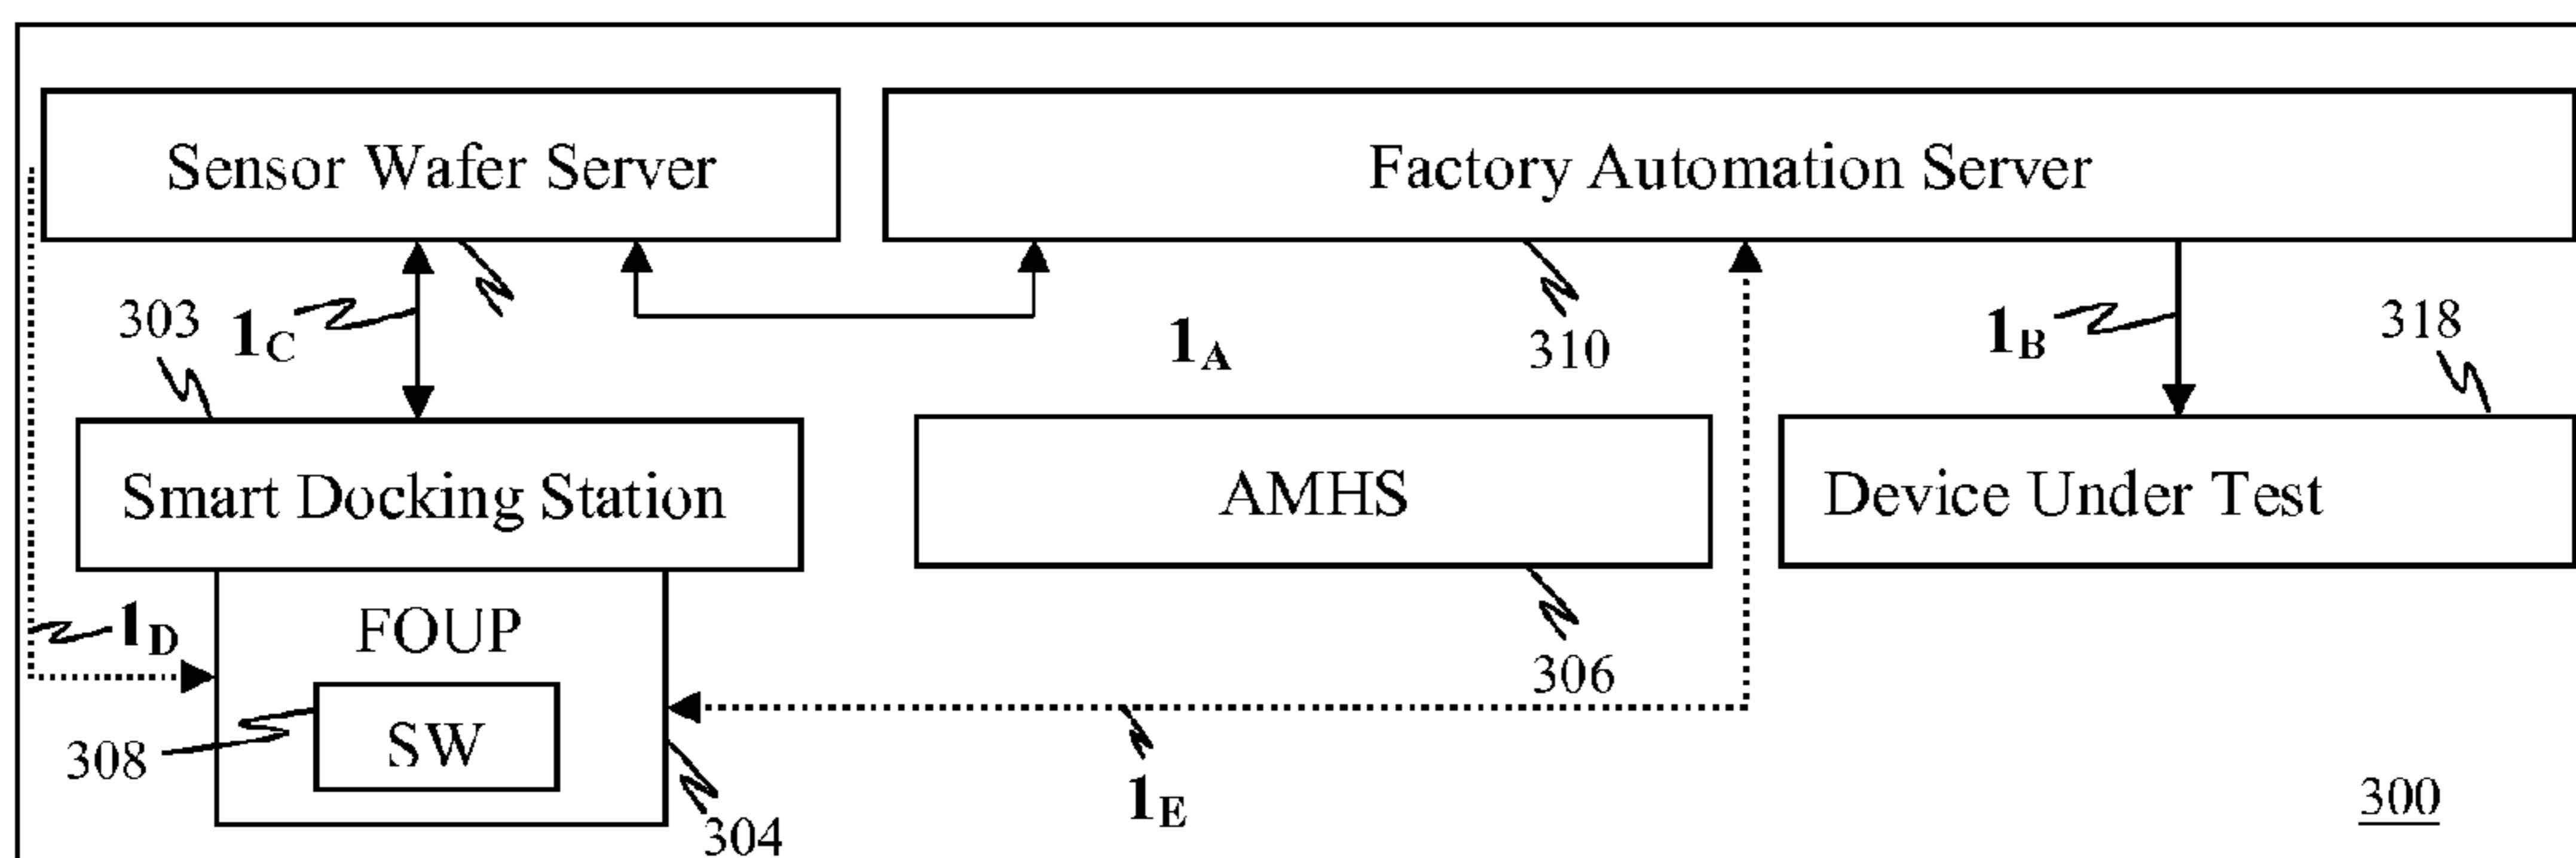 Sensor Wafer Server
Factory Automation Server
303
1C
1A
310
1B
318
Smart Docking Station
AMHS
Device Under Test
1D
FOUP
306
308
SW
1E
304
300